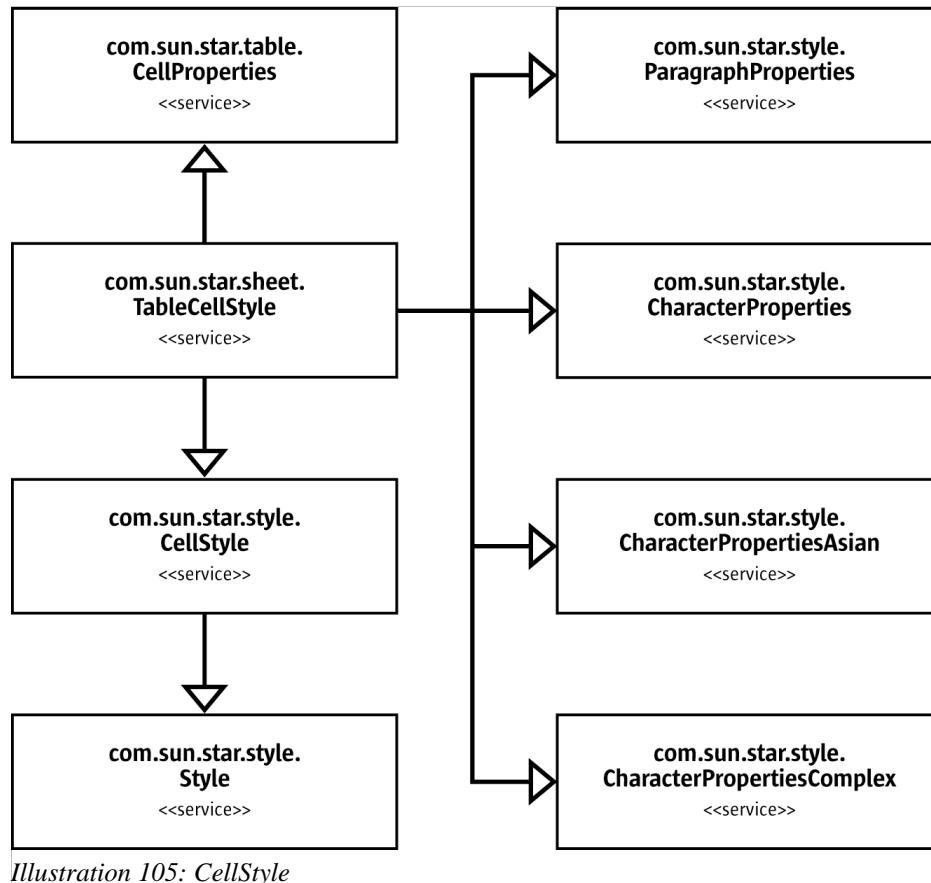 com.sun.star.table.
CellProperties
<<service>>
com.sun.star.style.
ParagraphProperties
<<service>>
com.sun.star.sheet.
TableCellStyle
<<service>>
com.sun.star.style.
CharacterProperties
<<service>>
com.sun.star.style.
CellStyle
<<service>>
com.sun.star.style.
CharacterPropertiesAsian
<<service>>
com.sun.star.style.
Style
<<service>>
com.sun.star.style.
CharacterPropertiesComplex
<<service>>
Illustration 105: CellStyle